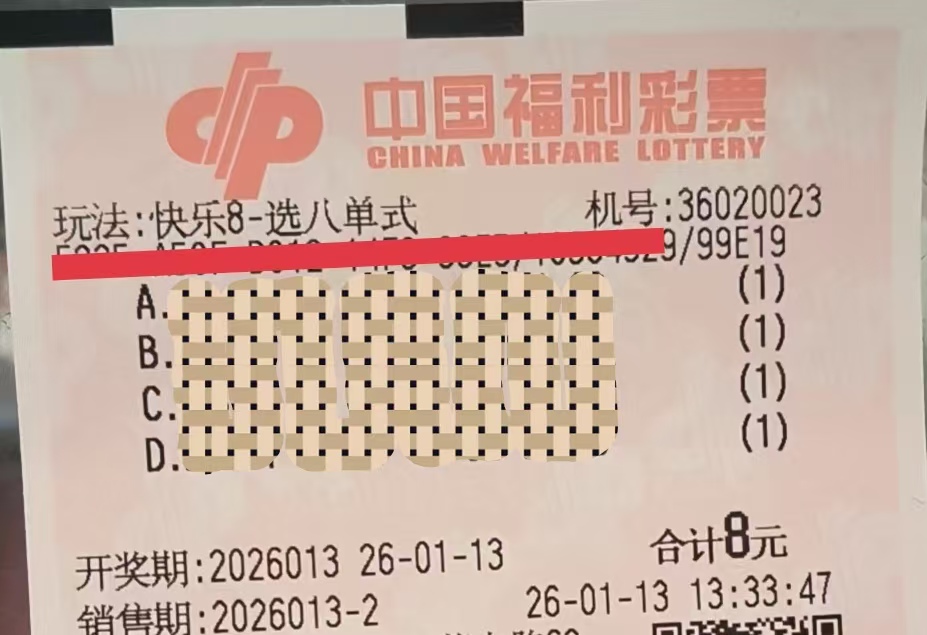 中国福利彩票
CHINA WELFARE LOTTERY
玩法:快乐8-选八单式 机号:36020023
9/99E19
A. (1)
B. (1)
C. (1)
D. (1)
合计8元
开奖期:2026013 26-01-13
销售期:2026013-2 26-01-13 13:33:47